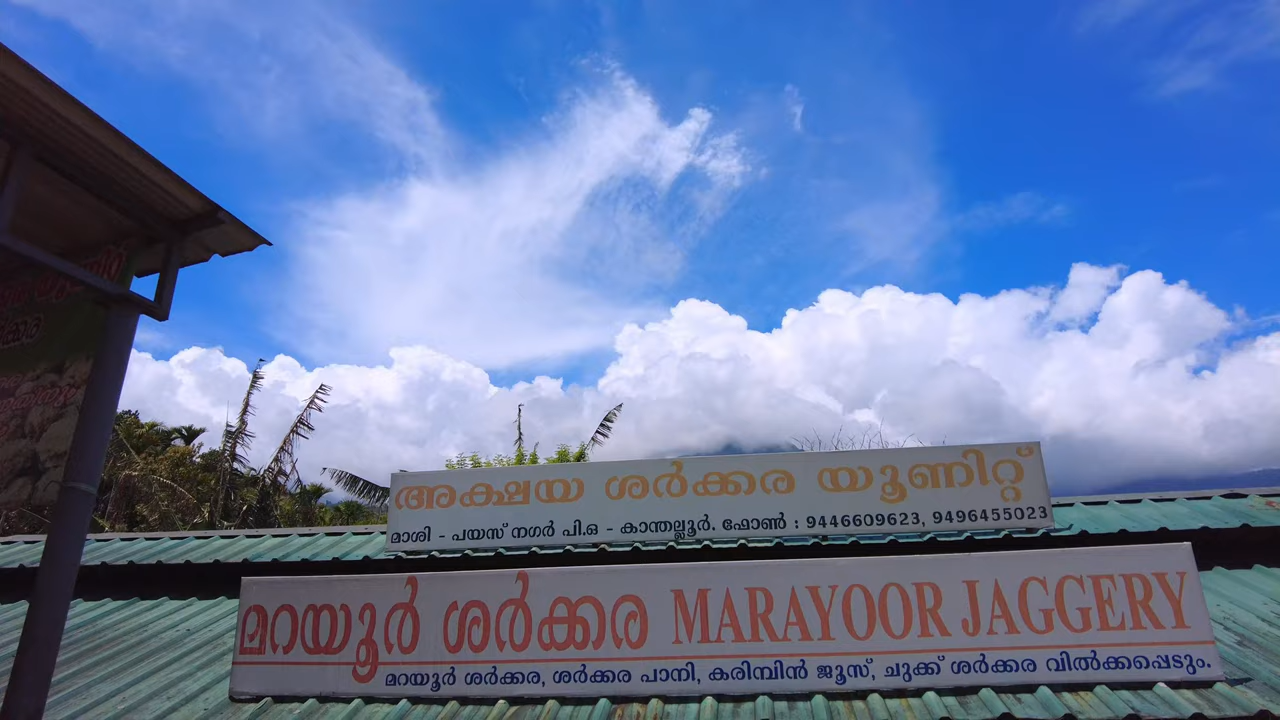 അക്ഷയ ശർക്കര യൂണിറ്റ്
മാശി - പയസ് നഗർ പി.ഒ - കാന്തല്ലൂർ. ഫോൺ : 9446609623, 9496455023
മറയൂർ ശർക്കര MARAYOOR JAGGERY
മറയൂർ ശർക്കര, ശർക്കര പാനി, കരിമ്പിൻ ജൂസ്, ചുക്ക് ശർക്കര വിൽക്കപ്പെടും.